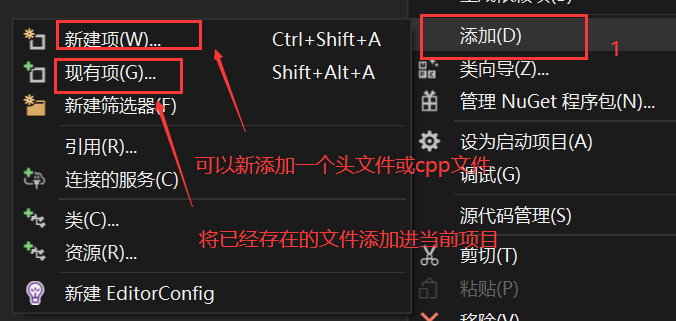 新建项(W)... Ctrl+Shift+A
现有项(G)... Shift+Alt+A
新建筛选器(F)
引用(R)...
连接的服务(C)
类(C)...
资源(R)...
新建 EditorConfig
添加(D)
1
类向导(Z)...
管理 NuGet 程序包(N)...
设为启动项目(A)
调试(G)
源代码管理(S)
剪切(T)
粘贴(P)
移除(V)
可以新添加一个头文件或cpp文件
将已经存在的文件添加进当前项目